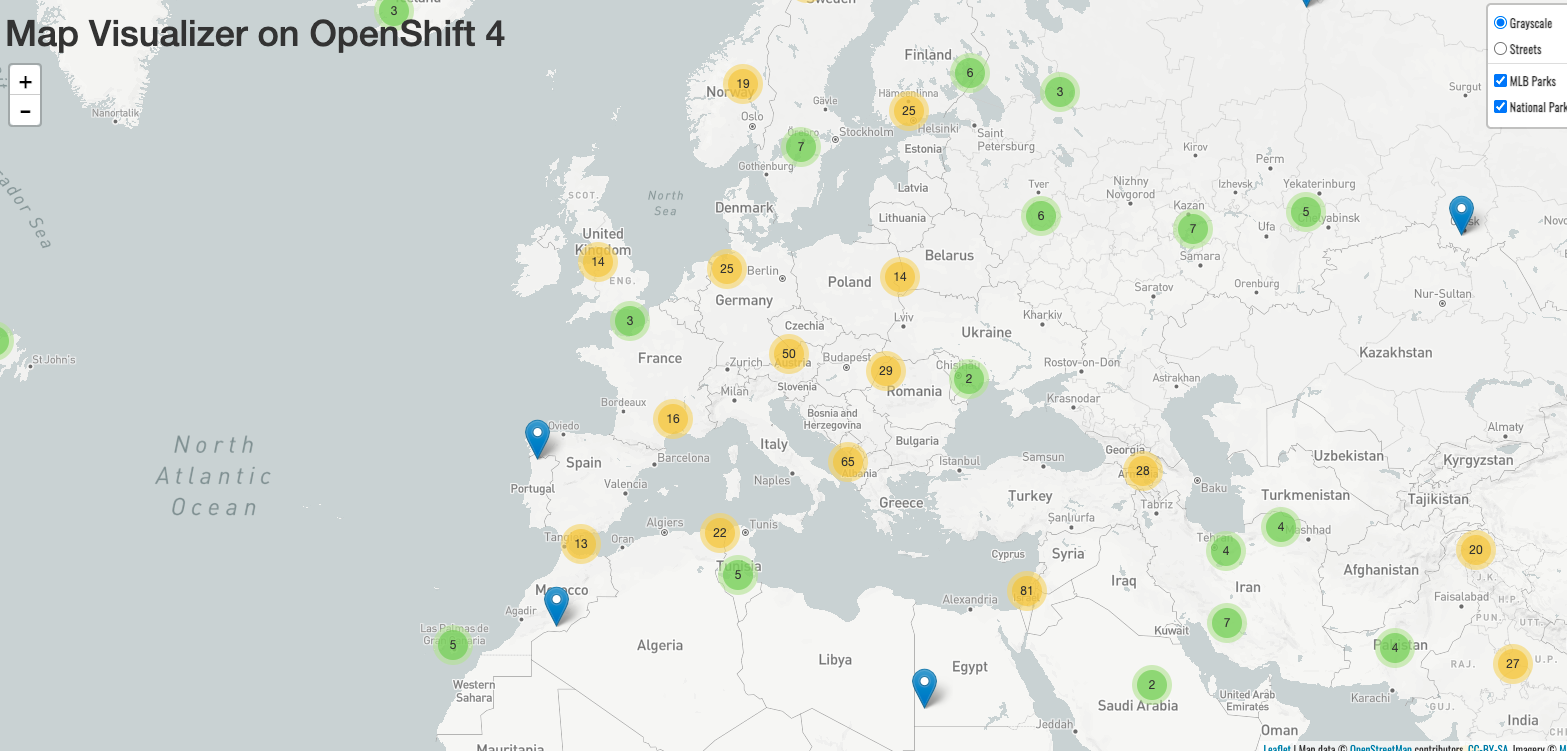 Map Visualizer on OpenShift 4
+
−
Grayscale
Streets
MLB Parks
National Park
3
Sweden
Nanortalik
Finland
6
3
19
Norway
Gävle
Hämeenlinna
25
Surgut
Oslo
Stockholm
Helsinki
Saint
Petersburg
7
Estonia
Gothenburg
Kirov
Perm
SCOT.
North
Sea
Latvia
Tver
Nizhny
Novgorod
Izhevsk
Yekaterinburg
Denmark
Lithuania
6
Kazan
7
5
Ufa
United
Kingdom
14
ENG.
25
Berlin
Poland
14
Belarus
Samara
Saratov
Orenburg
Germany
Nur-Sultan
3
Czechia
Lviv
Kharkiv
Ukraine
St John's
France
Zurich
50
Austria
Budapest
29
2
Rostov-on-Don
Kazakhstan
Milan
Slovenia
Romania
Astrakhan
Bordeaux
16
Bosnia and
Herzegovina
Krasnodar
Oviedo
Almaty
North
Atlantic
Ocean
Spain
Barcelona
Italy
65
Albania
Bulgaria
Istanbul
Samsun
Georgia
28
Uzbekistan
Kyrgyzstan
Portugal
Valencia
Naples
Greece
Turkey
Baku
Tabriz
Turkmenistan
Tajikistan
13
Oran
Algiers
22
Tunis
Şanlıurfa
4
20
Cyprus
Syria
4
Tunisia
5
Afghanistan
Morocco
Agadir
Alexandria
81
Iraq
Iran
J.K.
Faisalabad
H.P.
PUN.
UTT
Las Palmas de
Gran Canaria
5
Algeria
Libya
Egypt
Kuwait
7
4
Pakistan
RAJ.
27
U.P.
Western
Sahara
2
Saudi Arabia
United Arab
Emirates
Karachi
GUJ.
India
Jeddah
Oman
Mauritania
Leaflet | Map data © OpenStreetMap contributors, CC-BY-SA, Imagery © M